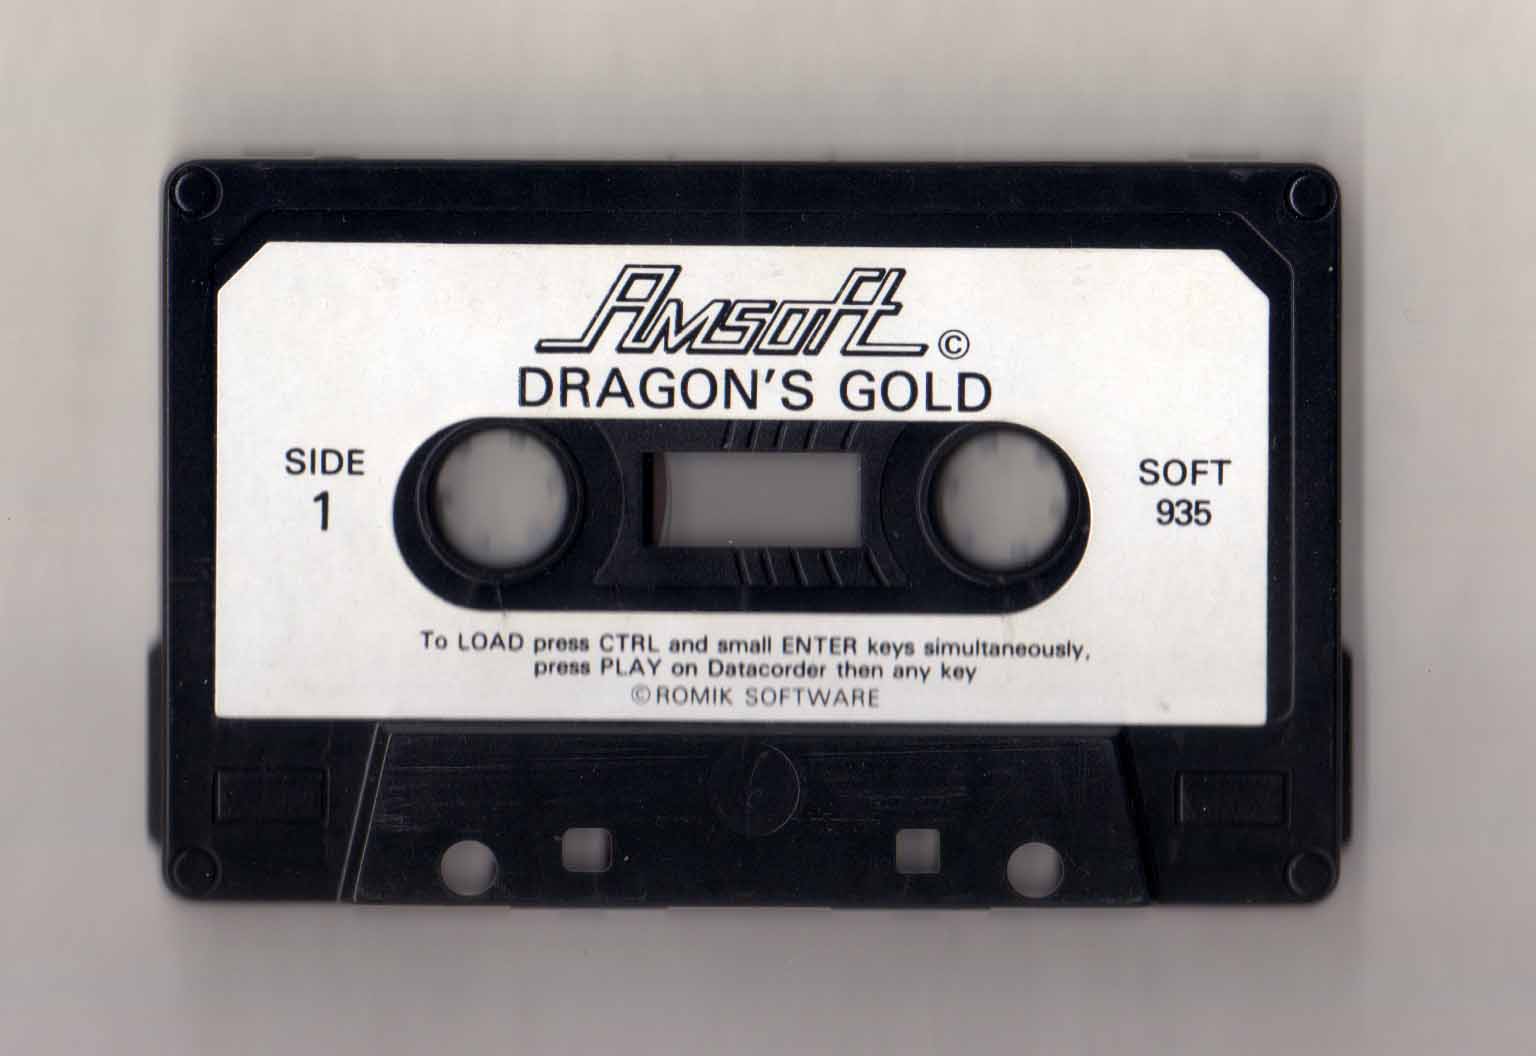 Amsoft ©
DRAGON'S GOLD
SIDE
1
SOFT
935
To LOAD press CTRL and small ENTER keys simultaneously,
press PLAY on Datacorder then any key
© ROMIK SOFTWARE